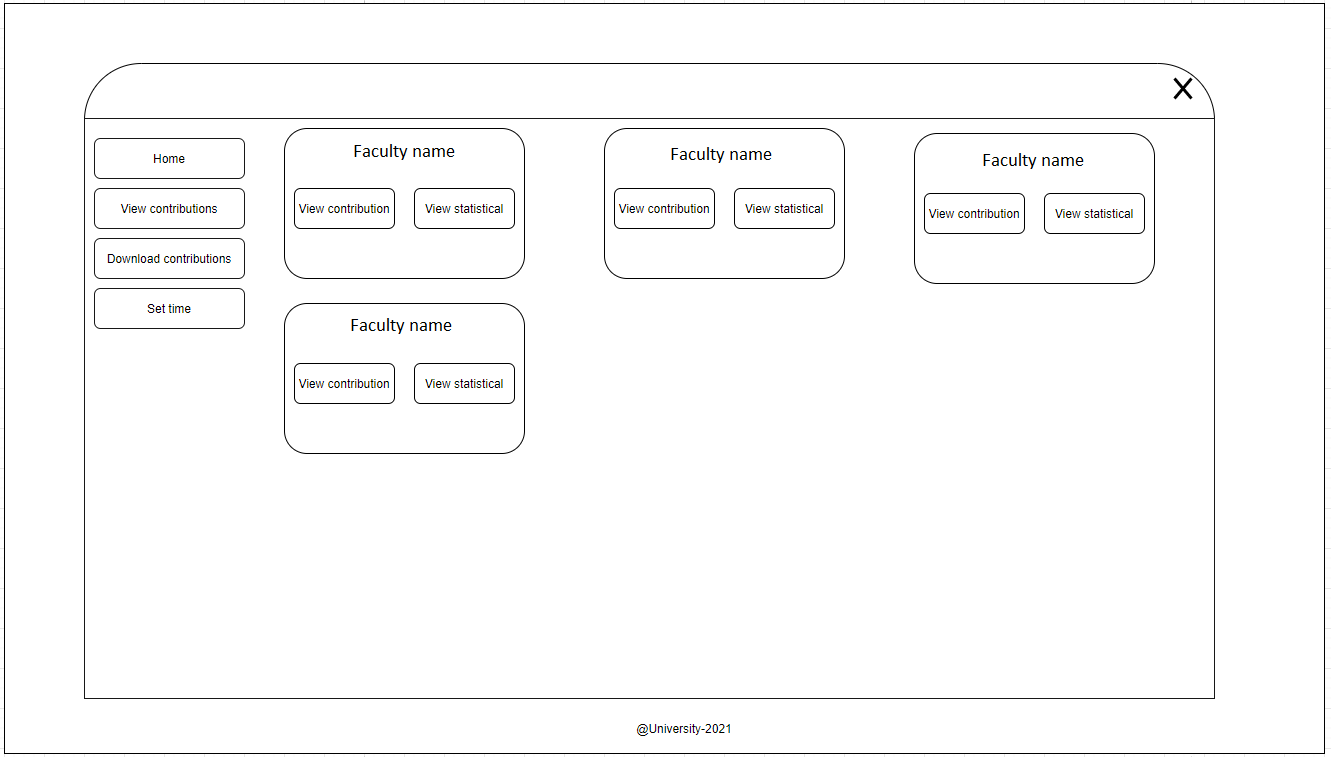 Home
View contributions
Download contributions
Set time
Faculty name
View contribution
View statistical
Faculty name
View contribution
View statistical
Faculty name
View contribution
View statistical
Faculty name
View contribution
View statistical
@University-2021